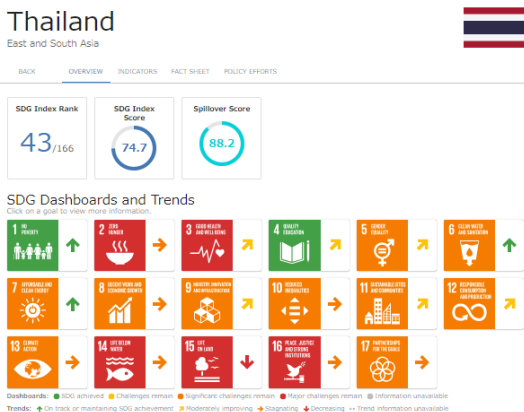 Thailand
East and South Asia
BACK OVERVIEW INDICATORS FACT SHEET POLICY EFFORTS
SDG Index Rank
43/166
SDG Index
Score
74.7
Spillover Score
88.2
SDG Dashboards and Trends
Click on a goal to view more information.
1 NO POVERTY
2 ZERO HUNGER
3 GOOD HEALTH AND WELL-BEING
4 QUALITY EDUCATION
5 GENDER EQUALITY
6 CLEAN WATER AND SANITATION
7 AFFORDABLE AND CLEAN ENERGY
8 DECENT WORK AND ECONOMIC GROWTH
9 INDUSTRY, INNOVATION AND INFRASTRUCTURE
10 REDUCED INEQUALITIES
11 SUSTAINABLE CITIES AND COMMUNITIES
12 RESPONSIBLE CONSUMPTION AND PRODUCTION
13 CLIMATE ACTION
14 LIFE BELOW WATER
15 LIFE ON LAND
16 PEACE, JUSTICE AND STRONG INSTITUTIONS
17 PARTNERSHIPS FOR THE GOALS
Dashboards: SDG achieved Challenges remain Significant challenges remain Major challenges remain Information unavailable
Trends: On track or maintaining SDG achievement Moderately improving Stagnating Decreasing Trend information unavailable